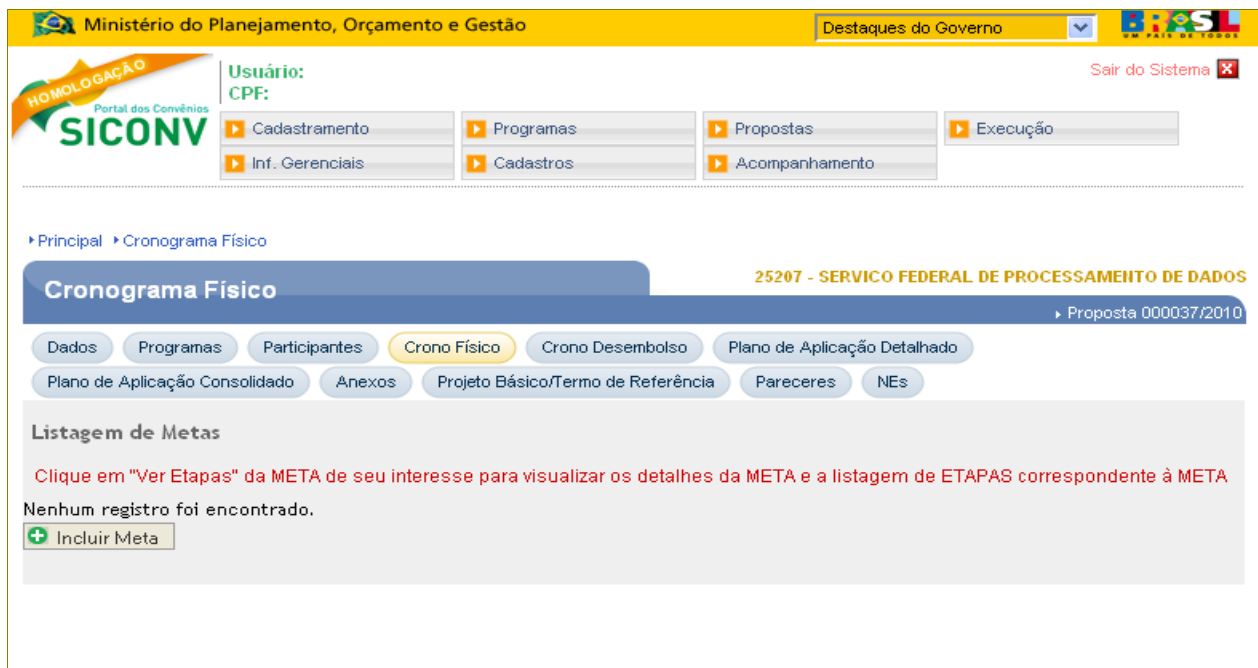 Ministério do Planejamento, Orçamento e Gestão
Destaques do Governo
BRASIL
UM PAÍS DE TODOS
HOMOLOGAÇÃO
Portal dos Convênios
SICONV
Usuário:
CPF:
Sair do Sistema
Cadastramento Programas Propostas Execução
Inf. Gerenciais Cadastros Acompanhamento
Principal Cronograma Físico
Cronograma Físico
25207 - SERVICO FEDERAL DE PROCESSAMENTO DE DADOS
Proposta 000037/2010
Dados Programas Participantes Crono Físico Crono Desembolso Plano de Aplicação Detalhado
Plano de Aplicação Consolidado Anexos Projeto Básico/Termo de Referência Pareceres NEs
Listagem de Metas
Clique em "Ver Etapas" da META de seu interesse para visualizar os detalhes da META e a listagem de ETAPAS correspondente à META
Nenhum registro foi encontrado.
Incluir Meta